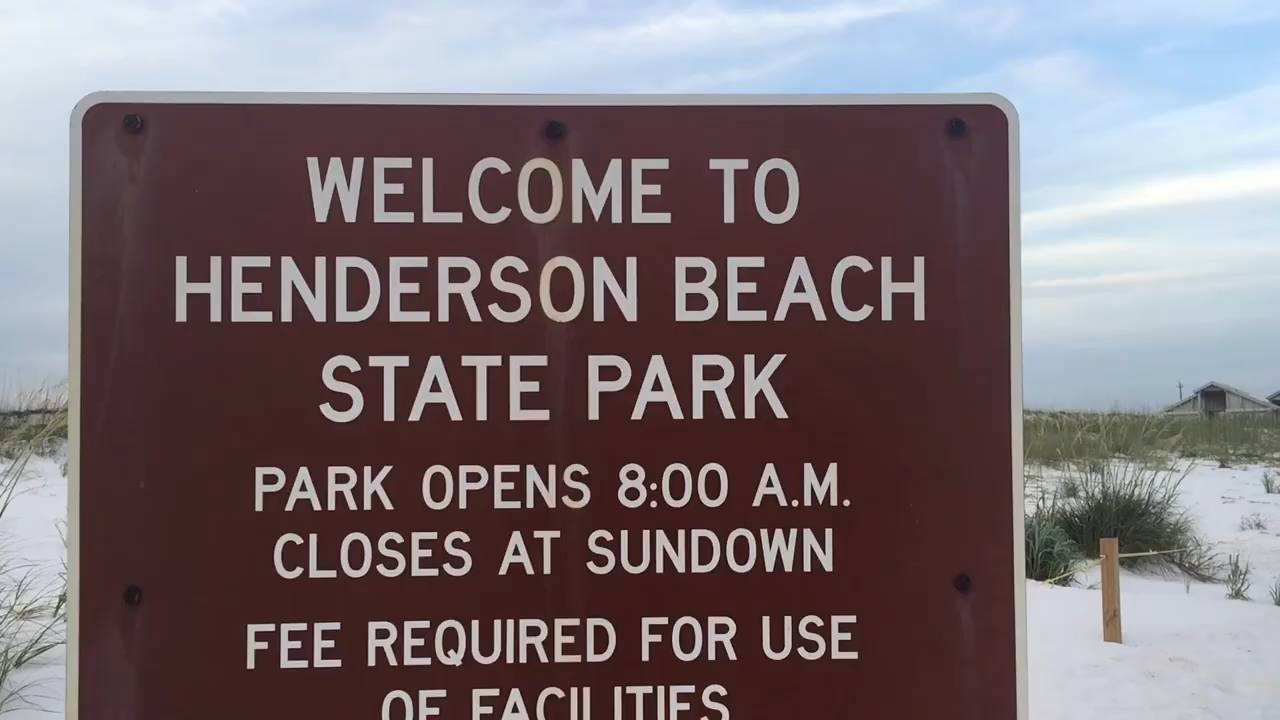 WELCOME TO
HENDERSON BEACH
STATE PARK
PARK OPENS 8:00 A.M.
CLOSES AT SUNDOWN
FEE REQUIRED FOR USE
OF FACILITIES